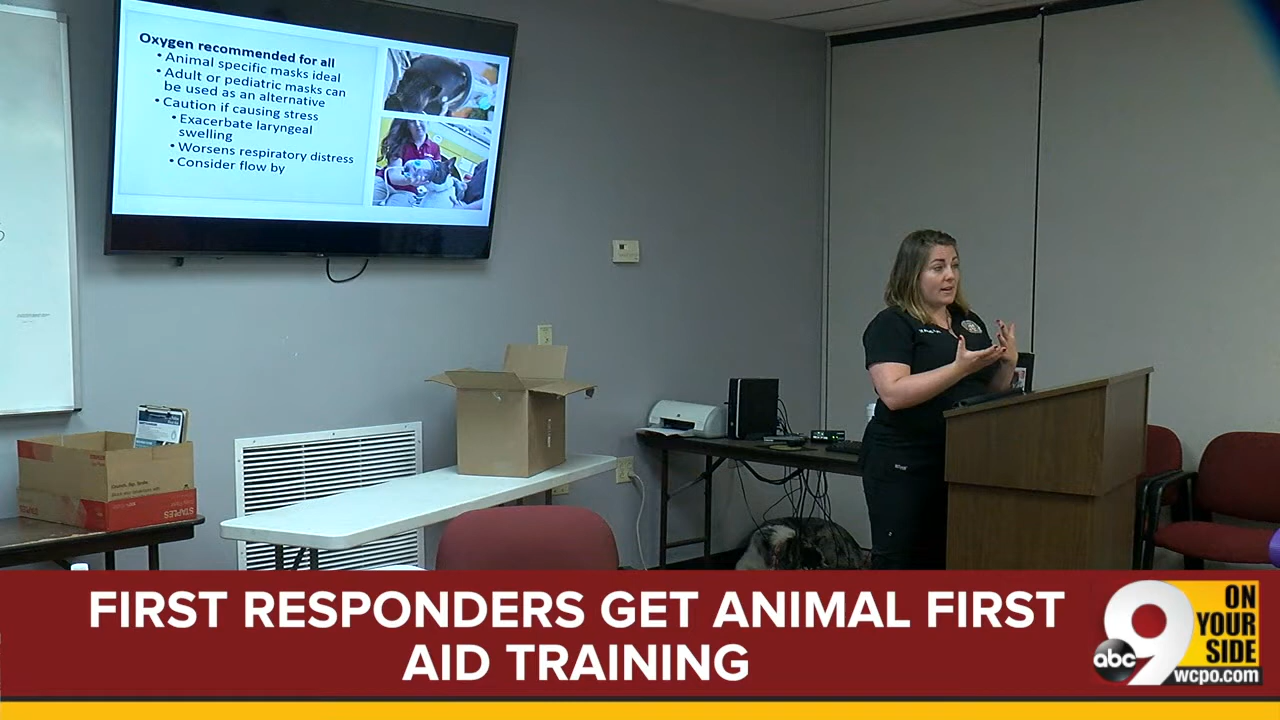 Oxygen recommended for all
• Animal specific masks ideal
• Adult or pediatric masks can
be used as an alternative
• Caution if causing stress
• Exacerbate laryngeal
swelling
• Worsens respiratory distress
• Consider flow by
STAPLES
FIRST RESPONDERS GET ANIMAL FIRST
AID TRAINING
abc
9
ON
YOUR
SIDE
wcpo.com